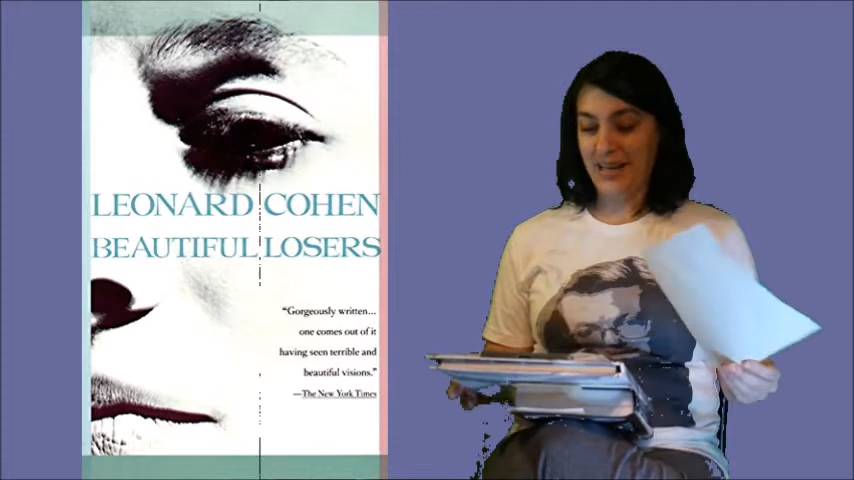 LEONARD COHEN
BEAUTIFUL LOSERS
“Gorgeously written...
one comes out of it
having seen terrible and
beautiful visions.”
—The New York Times